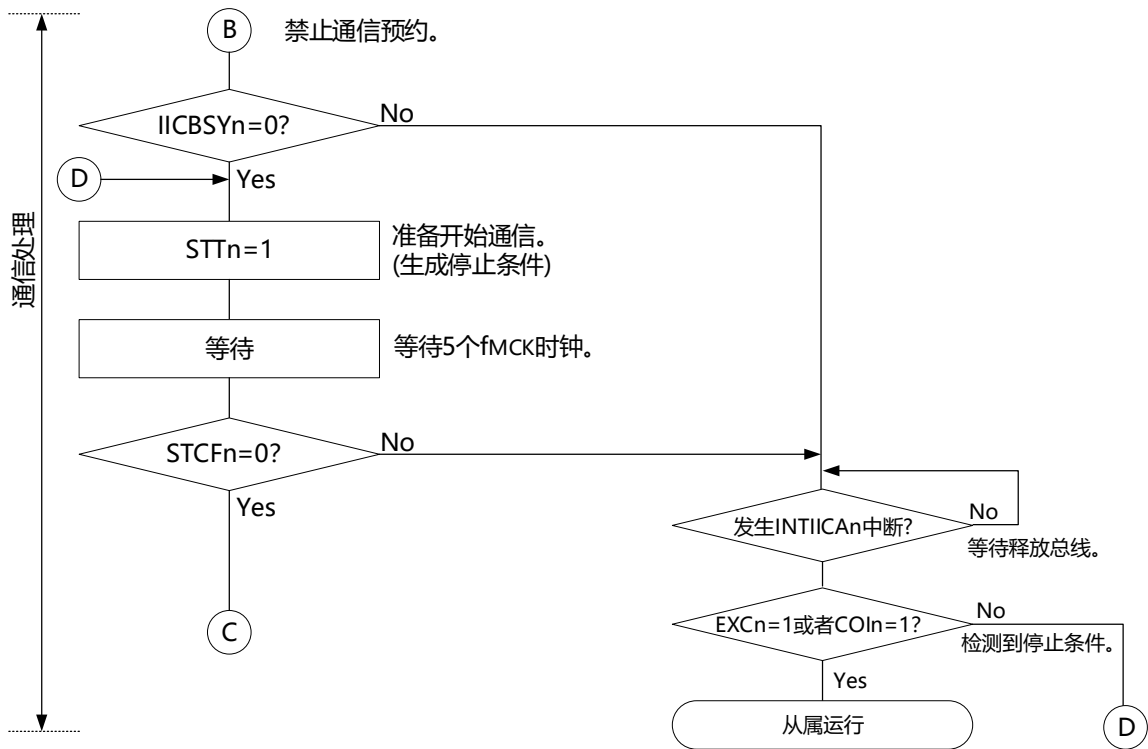 B
禁止通信预约。
IICBSYn=0?
No
D
Yes
STTn=1
准备开始通信。
(生成停止条件)
通信处理
等待
等待5个fMCK时钟。
STCFn=0?
No
Yes
发生INTIICAn中断?
No
等待释放总线。
EXCn=1或者COIn=1?
No
检测到停止条件。
C
Yes
从属运行
D